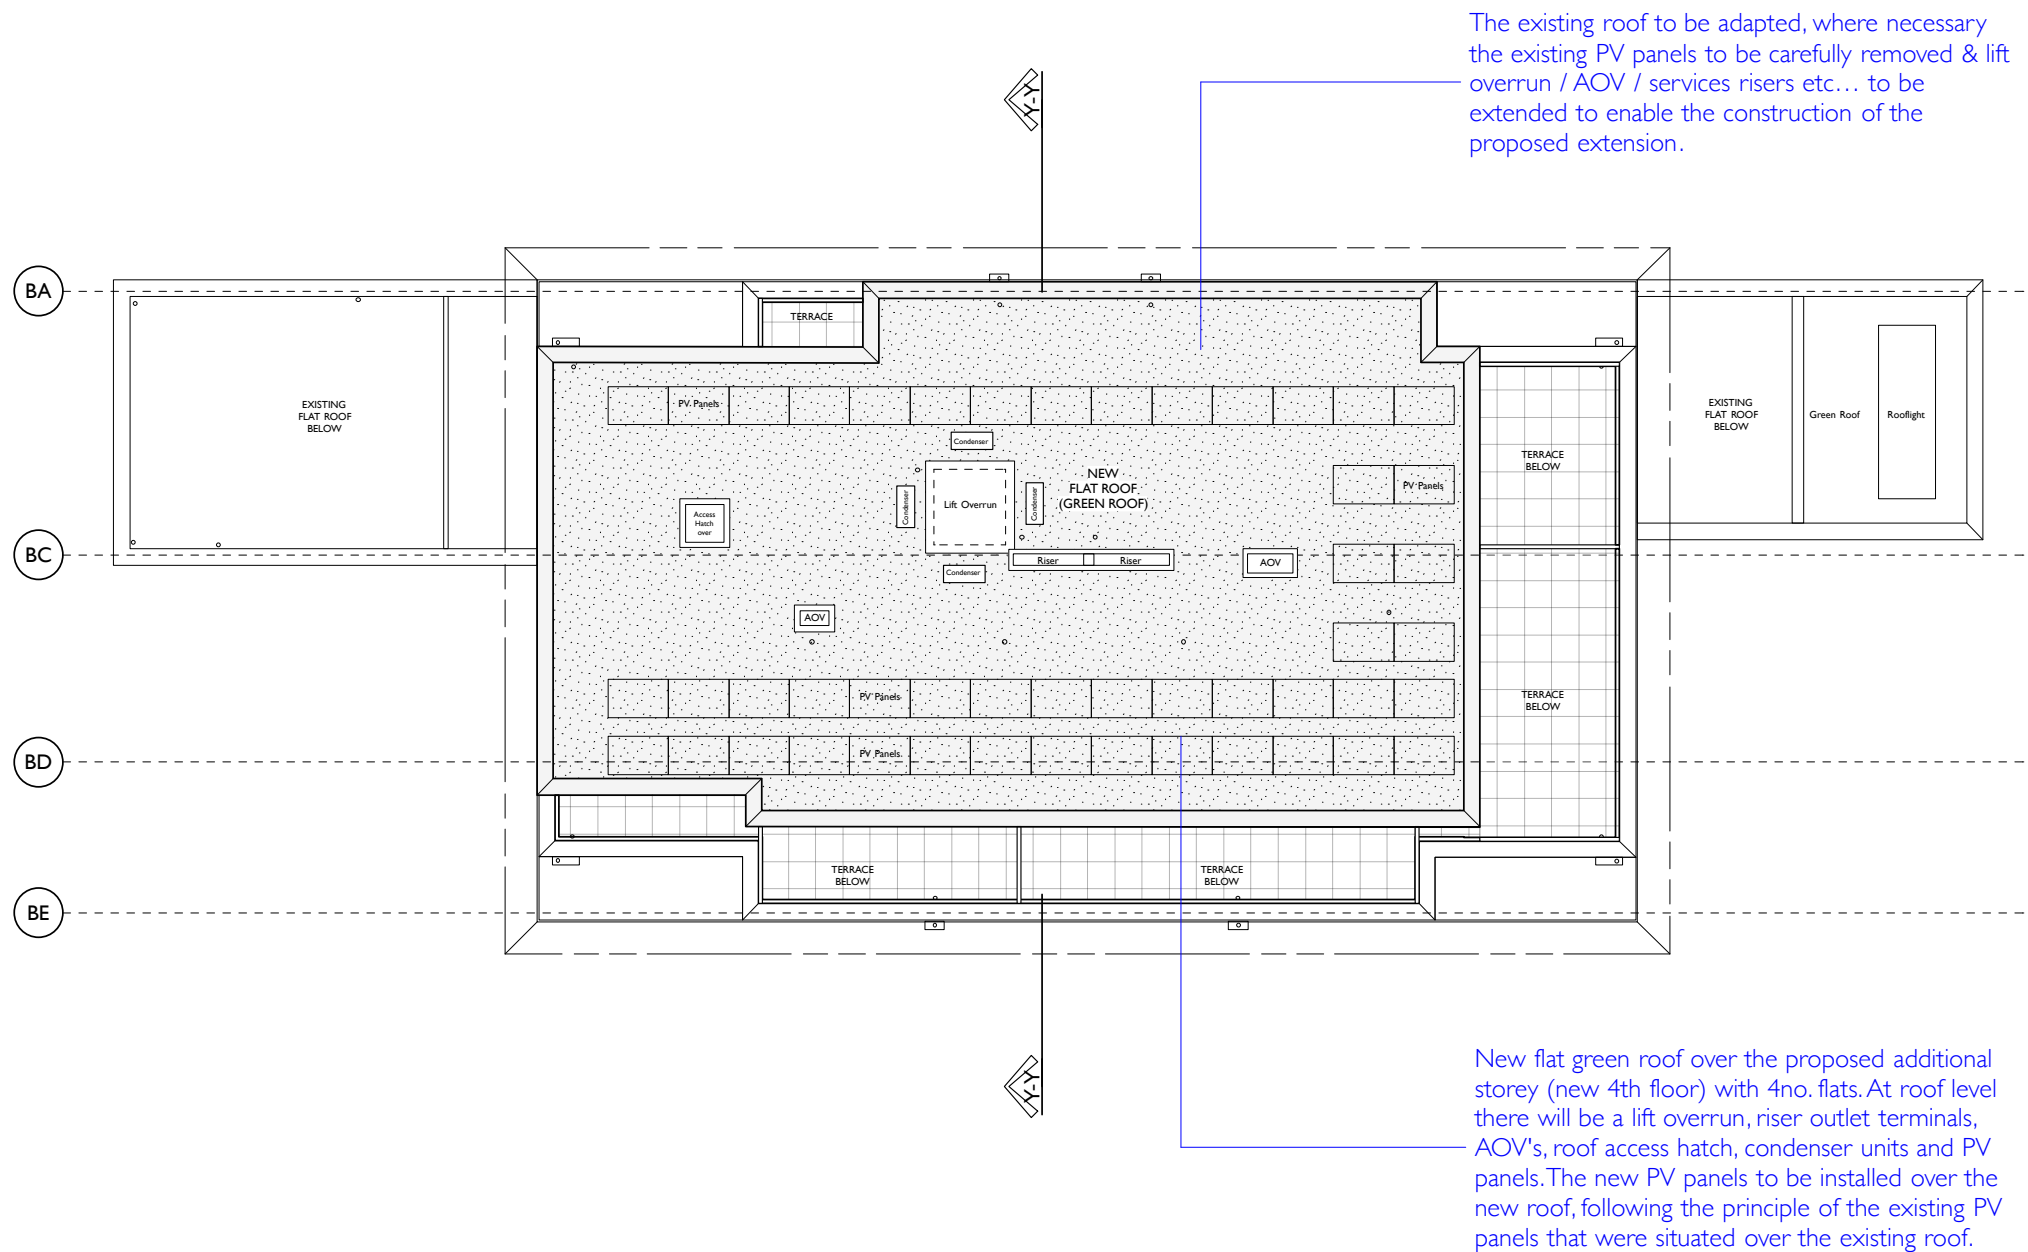 The existing roof to be adapted, where necessary
the existing PV panels to be carefully removed & lift
overrun / AOV / services risers etc... to be
extended to enable the construction of the
proposed extension.
Y-Y
BA
TERRACE
EXISTING
FLAT ROOF
BELOW
PV Panels
EXISTING
FLAT ROOF
BELOW
Green Roof
Rooflight
Condenser
TERRACE
BELOW
NEW
FLAT ROOF
(GREEN ROOF)
PV Panels
Condenser
Lift Overrun
Condenser
Access
Hatch
over
BC
Riser
Riser
AOV
Condenser
AOV
PV Panels
TERRACE
BELOW
PV Panels
BD
TERRACE
BELOW
TERRACE
BELOW
BE
Y-Y
New flat green roof over the proposed additional
storey (new 4th floor) with 4no. flats. At roof level
there will be a lift overrun, riser outlet terminals,
AOV's, roof access hatch, condenser units and PV
panels. The new PV panels to be installed over the
new roof, following the principle of the existing PV
panels that were situated over the existing roof.